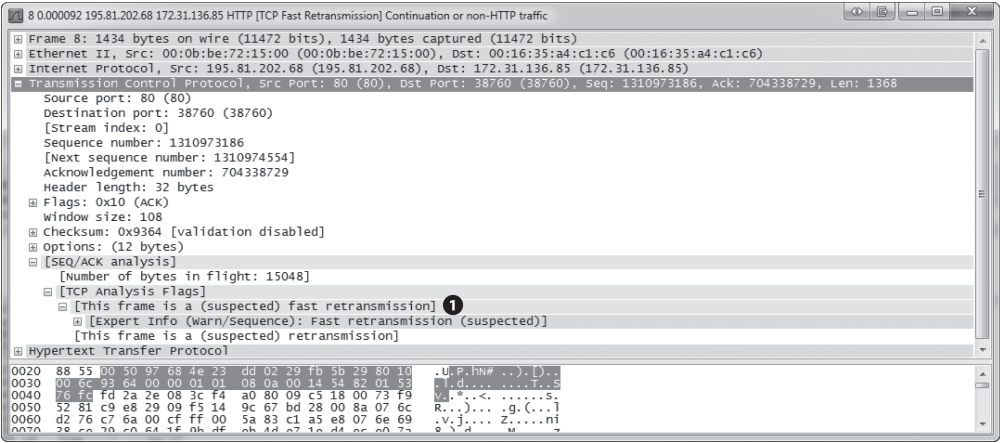 8 0.000092 195.81.202.68 172.31.136.85 HTTP [TCP Fast Retransmission] Continuation or non-HTTP traffic
Frame 8: 1434 bytes on wire (11472 bits), 1434 bytes captured (11472 bits)
Ethernet II, Src: 00:0b:be:72:15:00 (00:0b:be:72:15:00), Dst: 00:16:35:a4:c1:c6 (00:16:35:a4:c1:c6)
Internet Protocol, Src: 195.81.202.68 (195.81.202.68), Dst: 172.31.136.85 (172.31.136.85)
Transmission Control Protocol, Src Port: 80 (80), Dst Port: 38760 (38760), Seq: 1310973186, Ack: 704338729, Len: 1368
Source port: 80 (80)
Destination port: 38760 (38760)
[Stream index: 0]
Sequence number: 1310973186
[Next sequence number: 1310974554]
Acknowledgement number: 704338729
Header length: 32 bytes
Flags: 0x10 (ACK)
Window size: 108
Checksum: 0x9364 [validation disabled]
Options: (12 bytes)
[SEQ/ACK analysis]
[Number of bytes in flight: 15048]
[TCP Analysis Flags]
[This frame is a (suspected) fast retransmission] 1
[Expert Info (Warn/Sequence): Fast retransmission (suspected)]
[This frame is a (suspected) retransmission]
Hypertext Transfer Protocol
0020 88 55 00 50 97 68 4e 23 dd 02 29 fb 5b 29 80 10 .U.P.hN# ..).[)..
0030 00 6c 93 64 00 00 01 01 08 0a 00 14 54 82 01 53 .l.d.... ....T..S
0040 76 fc fd 2a 2e 08 3c f4 a0 80 09 c5 18 00 73 f9 v..*..<. ......s.
0050 52 81 c9 e8 29 09 f5 14 9c 67 bd 28 00 8a 07 6c R...)... .g.(...l
0060 d2 76 c7 6a 00 cf ff 00 5a 83 c1 a5 e8 07 6e 69 .v.j.... Z.....ni